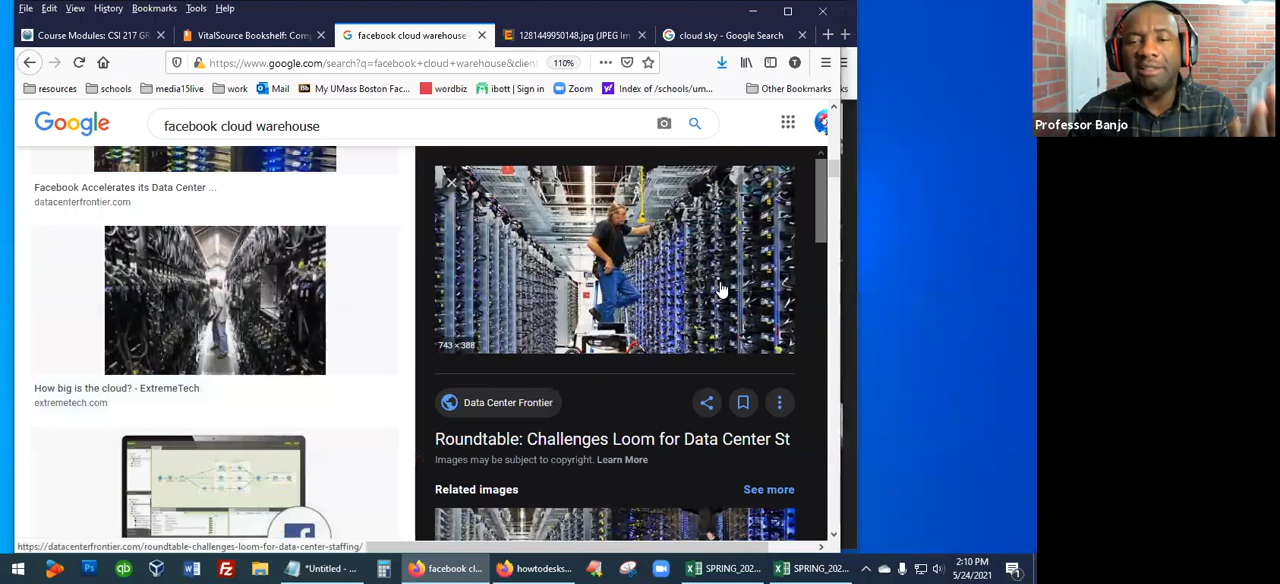 File Edit View History Bookmarks Tools Help
Course Modules: CSI 217 GR
VitalSource Bookshelf: Com
facebook cloud warehouse -
1281449950148.jpg (JPEG Im
cloud sky - Google Search
https://www.google.com/search?q=facebook+cloud+warehouse&clien
110%
resources
schools
media15live
work
Mail
My UMass Boston Fac...
wordbiz
ibott | Sign in
Zoom
Index of /schools/um...
Other Bookmarks
Google
facebook cloud warehouse
Facebook Accelerates its Data Center ...
datacenterfrontier.com
How big is the cloud? - ExtremeTech
extremetech.com
743 × 388
Data Center Frontier
Roundtable: Challenges Loom for Data Center St
Images may be subject to copyright. Learn More
Related images
See more
https://datacenterfrontier.com/roundtable-challenges-loom-for-data-center-staffing/
Professor Banjo
*Untitled -
facebook cl...
howtodesks...
SPRING_202...
SPRING_202...
2:10 PM
5/24/2021